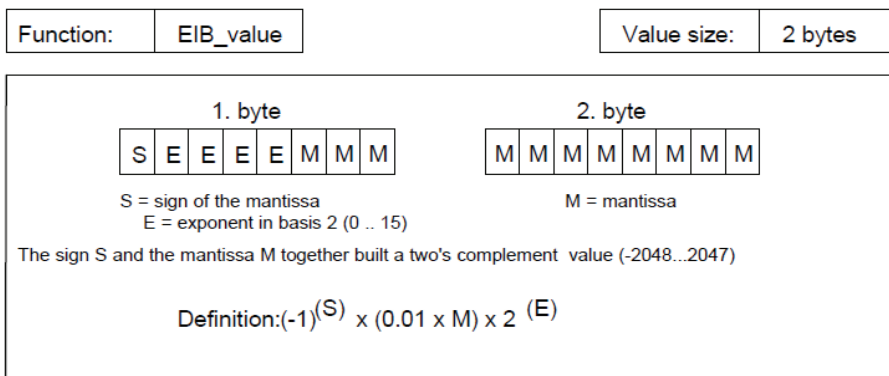 Function: EIB_value Value size: 2 bytes
1. byte 2. byte
S E E E E M M M M M M M M M M M
S = sign of the mantissa M = mantissa
E = exponent in basis 2 (0 .. 15)
The sign S and the mantissa M together built a two's complement value (-2048...2047)
Definition:(-1)(S) x (0.01 x M) x 2 (E)